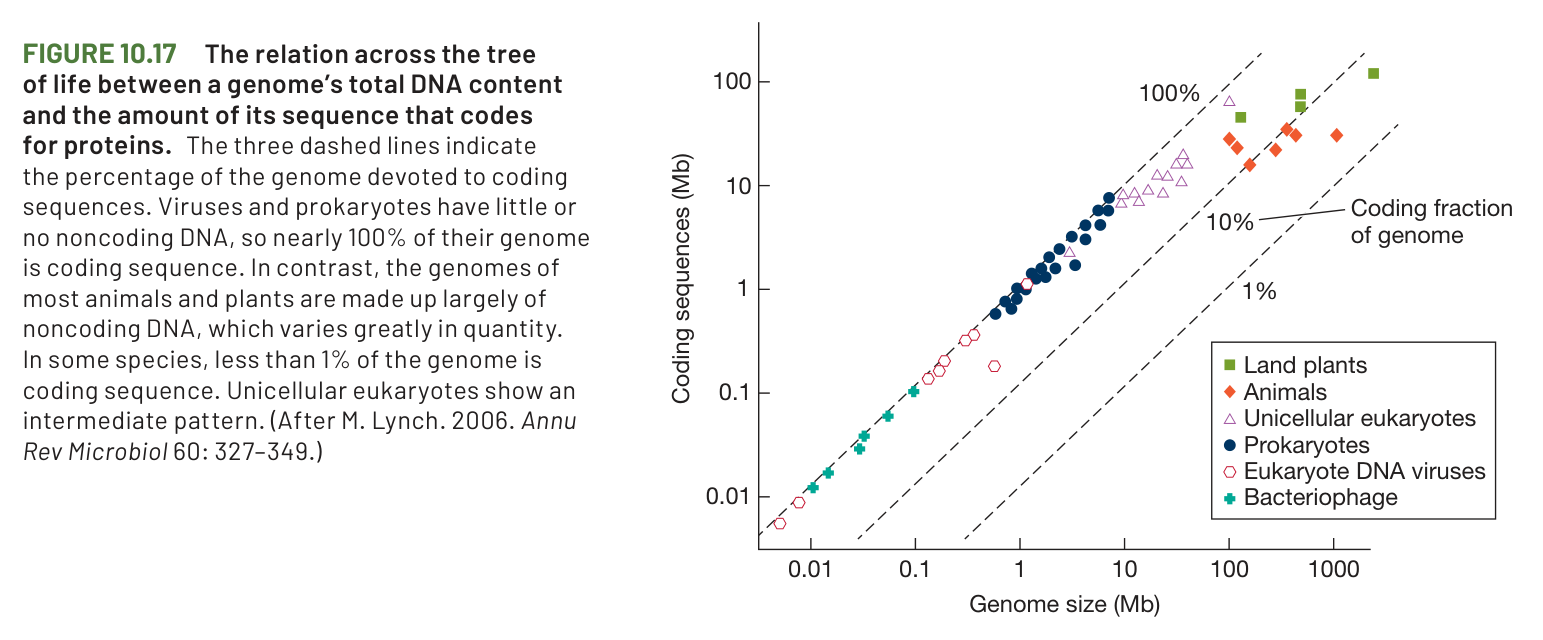 FIGURE 10.17 The relation across the tree
of life between a genome's total DNA content
and the amount of its sequence that codes
for proteins. The three dashed lines indicate
the percentage of the genome devoted to coding
sequences. Viruses and prokaryotes have little or
no noncoding DNA, so nearly 100% of their genome
is coding sequence. In contrast, the genomes of
most animals and plants are made up largely of
noncoding DNA, which varies greatly in quantity.
In some species, less than 1% of the genome is
coding sequence. Unicellular eukaryotes show an
intermediate pattern. (After M. Lynch. 2006. Annu
Rev Microbiol 60: 327–349.)
Coding sequences (Mb)
100
10
1
0.1
0.01
100%
10%
Coding fraction
of genome
1%
Land plants
Animals
Unicellular eukaryotes
Prokaryotes
Eukaryote DNA viruses
Bacteriophage
0.01
0.1
1
10
100
1000
Genome size (Mb)